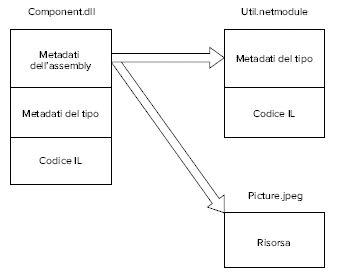 Component.dll
Metadati
dell'assembly
Metadati del tipo
Codice IL
Util.netmodule
Metadati del tipo
Codice IL
Picture.jpeg
Risorsa